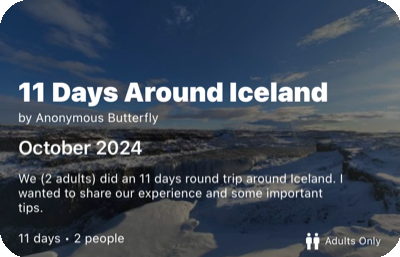 11 Days Around Iceland
by Anonymous Butterfly
October 2024
We (2 adults) did an 11 days round trip around Iceland. I
wanted to share our experience and some important
tips.
11 days • 2 people
Adults Only